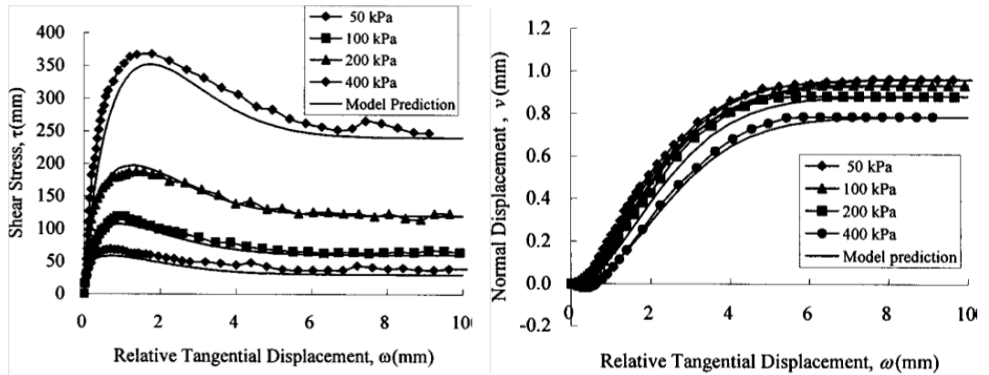 400
350
300
250
200
150
100
50
0
Shear Stress, τ(mm)
50 kPa
100 kPa
200 kPa
400 kPa
Model Prediction
0 2 4 6 8 10
Relative Tangential Displacement, ω(mm)
1.2
1.0
0.8
0.6
0.4
0.2
0.0
-0.2
Normal Displacement, v(mm)
50 kPa
100 kPa
200 kPa
400 kPa
Model prediction
0 2 4 6 8 10
Relative Tangential Displacement, ω(mm)